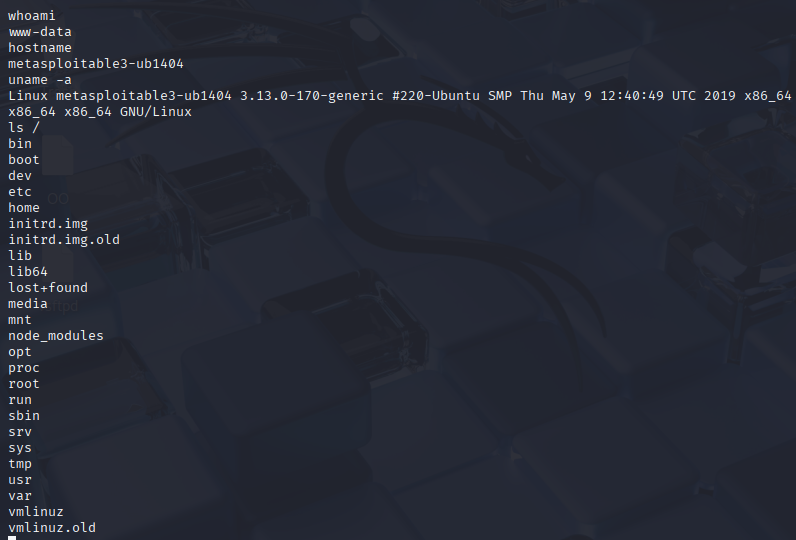 whoami
www-data
hostname
metasploitable3-ub1404
uname -a
Linux metasploitable3-ub1404 3.13.0-170-generic #220-Ubuntu SMP Thu May 9 12:40:49 UTC 2019 x86_64
x86_64 x86_64 GNU/Linux
ls /
bin
boot
dev
etc
home
initrd.img
initrd.img.old
lib
lib64
lost+found
media
mnt
node_modules
opt
proc
root
run
sbin
srv
sys
tmp
usr
var
vmlinuz
vmlinuz.old